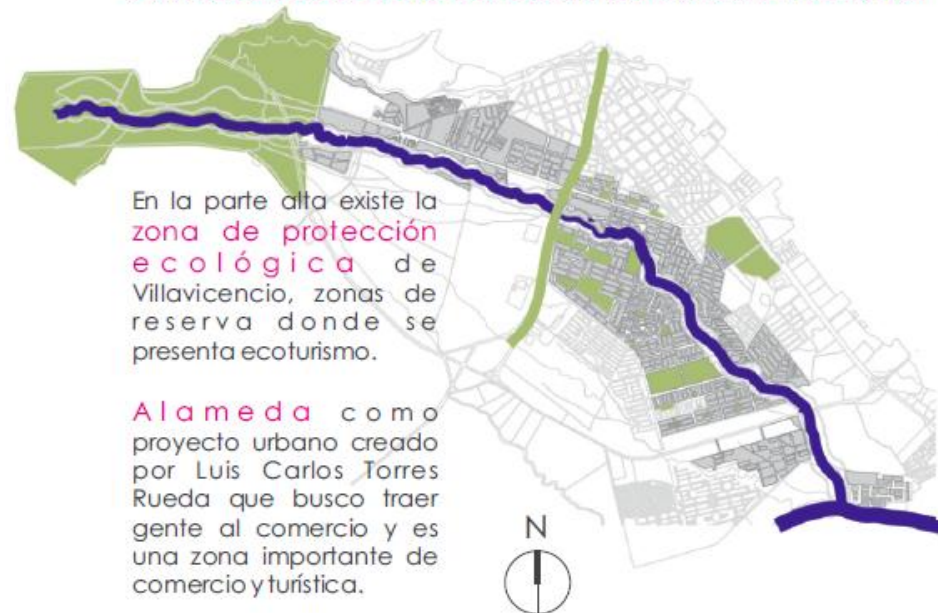 En la parte alta existe la
zona de protección
ecológica de
Villavicencio, zonas de
reserva donde se
presenta ecoturismo.
Alameda como
proyecto urbano creado
por Luis Carlos Torres
Rueda que busco traer
gente al comercio y es
una zona importante de
comercio y turística.
N